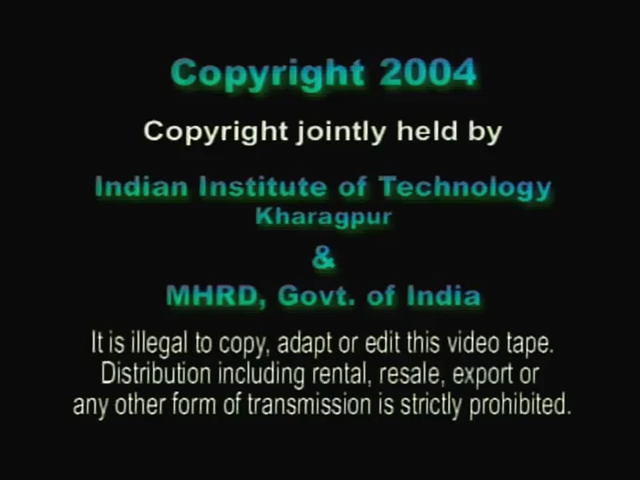 Copyright 2004
Copyright jointly held by
Indian Institute of Technology
Kharagpur
&
MHRD, Govt. of India
It is illegal to copy, adapt or edit this video tape.
Distribution including rental, resale, export or
any other form of transmission is strictly prohibited.